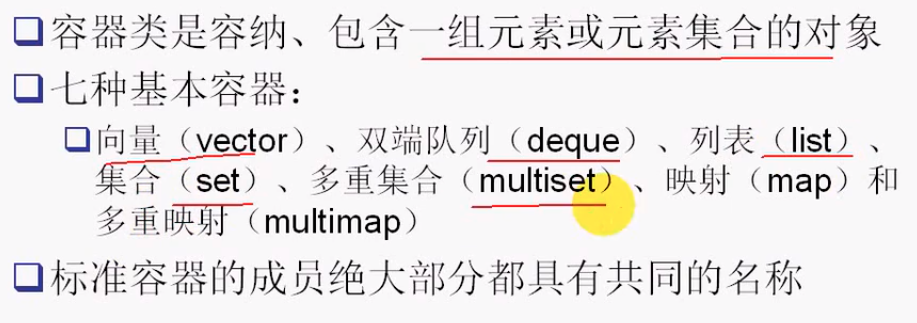 容器类是容纳、包含一组元素或元素集合的对象
七种基本容器：
向量（vector）、双端队列（deque）、列表（list）、
集合（set）、多重集合（multiset）、映射（map）和
多重映射（multimap）
标准容器的成员绝大部分都具有共同的名称